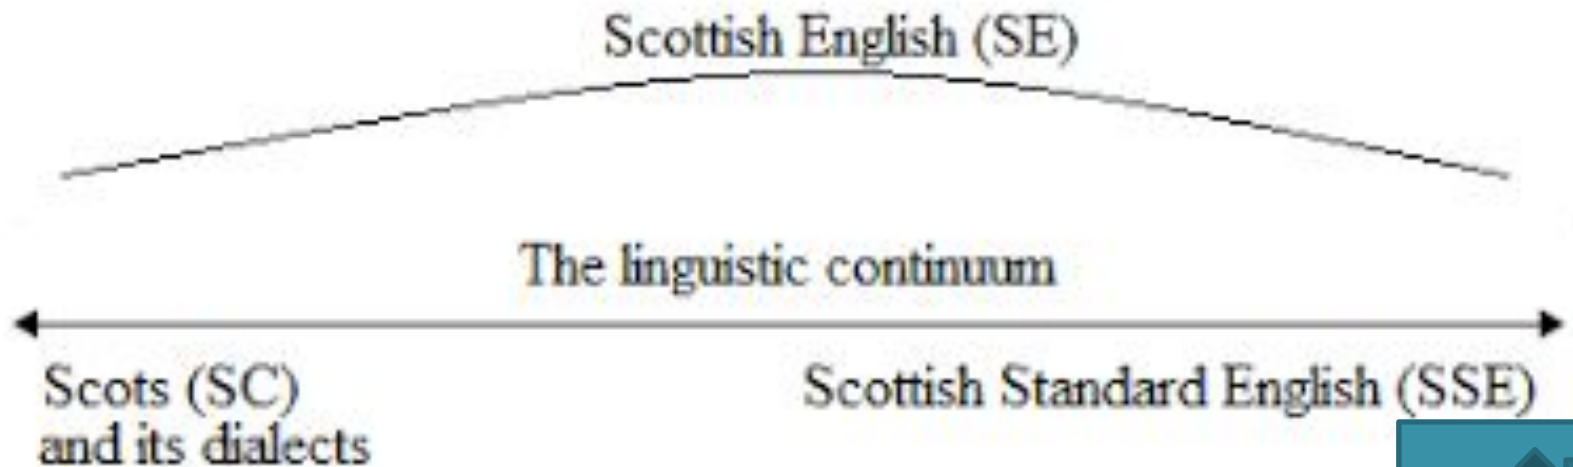 Scottish English (SE)
The linguistic continuum
Scots (SC)
and its dialects
Scottish Standard English (SSE)